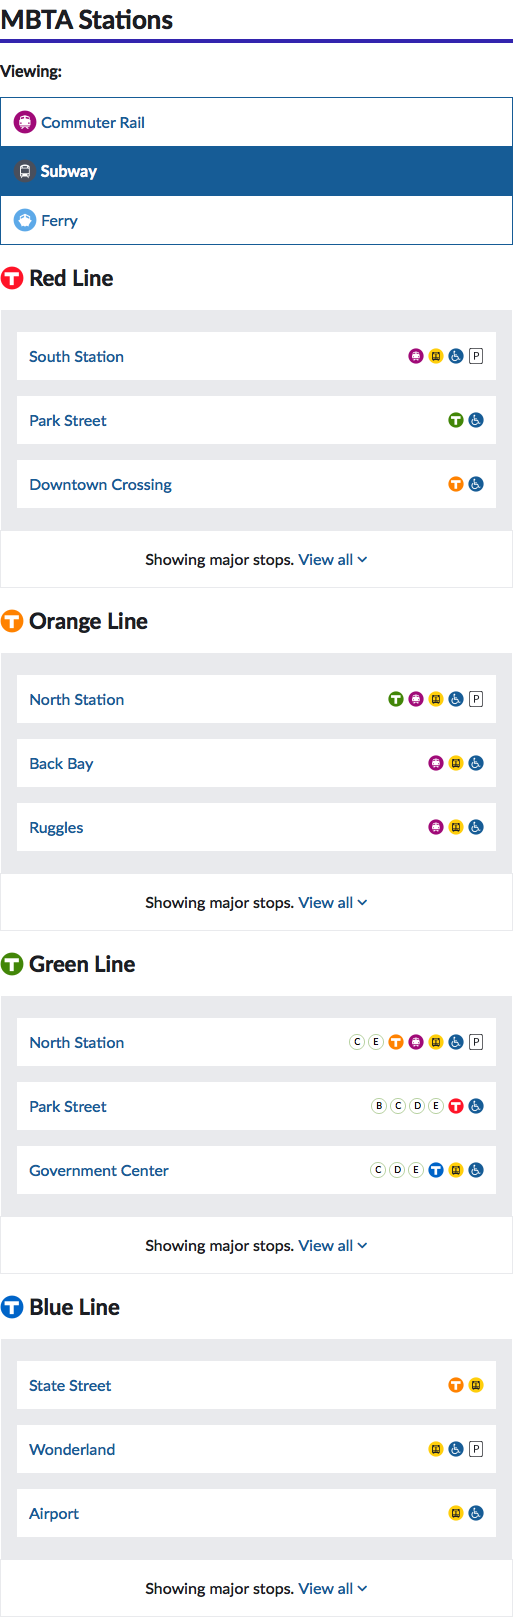 MBTA Stations
Viewing:
Commuter Rail
Subway
Ferry
T Red Line
South Station P
Park Street T
Downtown Crossing T
Showing major stops. View all
T Orange Line
North Station T P
Back Bay
Ruggles
Showing major stops. View all
T Green Line
North Station C E T P
Park Street B C D E T
Government Center C D E T
Showing major stops. View all
T Blue Line
State Street T
Wonderland P
Airport
Showing major stops. View all